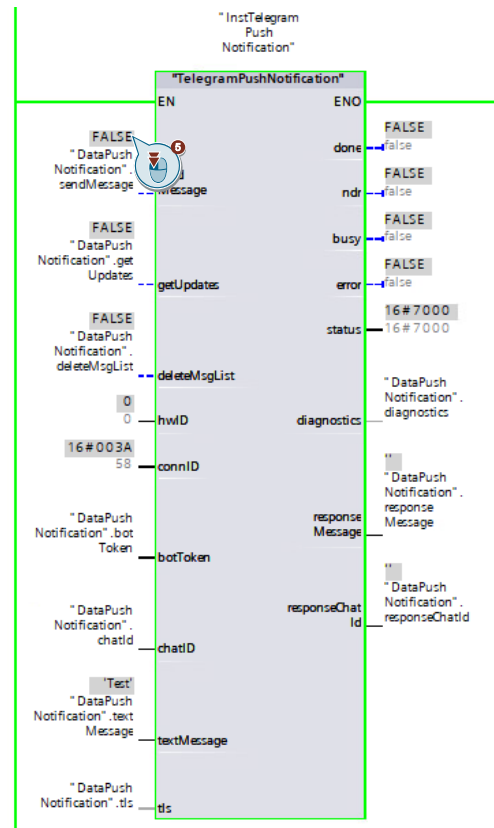 "InstTelegram
Push
Notification"
"TelegramPushNotification"
EN
ENO
FALSE
"DataPush
Notification".
sendMessage
6
Message
FALSE
"DataPush
Notification".get
Updates
getUpdates
FALSE
"DataPush
Notification".
deleteMsgList
deleteMsgList
0
0
hwID
16#003A
58
connID
"DataPush
Notification".bot
Token
botToken
"DataPush
Notification".
chatId
chatID
'Test'
"DataPush
Notification".text
Message
textMessage
"DataPush
Notification".tls
tls
done
FALSE
false
ndr
FALSE
false
busy
FALSE
false
error
FALSE
false
status
16#7000
16#7000
diagnostics
"DataPush
Notification".
diagnostics
response
Message
''
"DataPush
Notification".
response
Message
responseChat
Id
''
"DataPush
Notification".
responseChatId